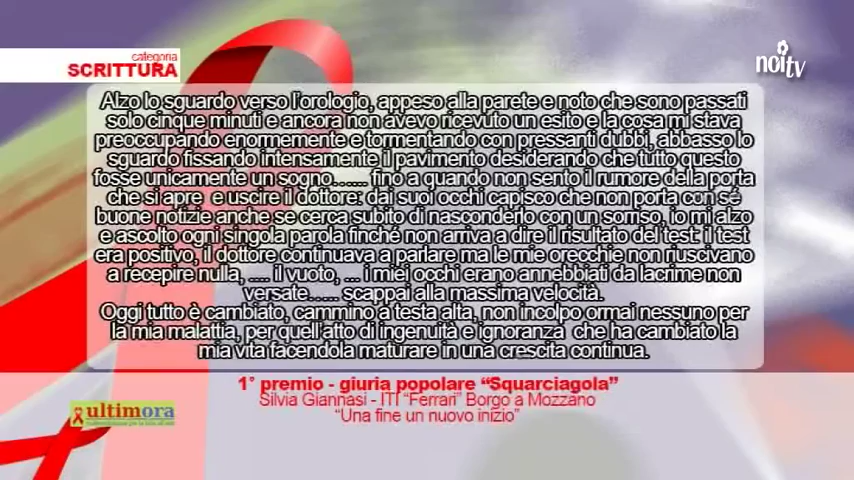 categoria
SCRITTURA
noi tv
Alzo lo sguardo verso l'orologio, appeso alla parete e noto che sono passati
solo cinque minuti e ancora non avevo ricevuto un esito e la cosa mi stava
preoccupando enormemente e tormentando con pressanti dubbi, abbasso lo
sguardo fissando intensamente il pavimento desiderando che tutto questo
fosse unicamente un sogno…... fino a quando non sento il rumore della porta
che si apre e uscire il dottore: dai suoi occhi capisco che non porta con sé
buone notizie anche se cerca subito di nasconderlo con un sorriso, io mi alzo
e ascolto ogni singola parola finché non arriva a dire il risultato del test: il test
era positivo, il dottore continuava a parlare ma le mie orecchie non riuscivano
a recepire nulla, .... il vuoto, ... i miei occhi erano annebbiati da lacrime non
versate….. scappai alla massima velocità.
Oggi tutto è cambiato, cammino a testa alta, non incolpo ormai nessuno per
la mia malattia, per quell'atto di ingenuità e ignoranza che ha cambiato la
mia vita facendola maturare in una crescita continua.
1° premio - giuria popolare “Squarciagola”
Silvia Giannasi - ITI “Ferrari” Borgo a Mozzano
“Una fine un nuovo inizio”
ultimora